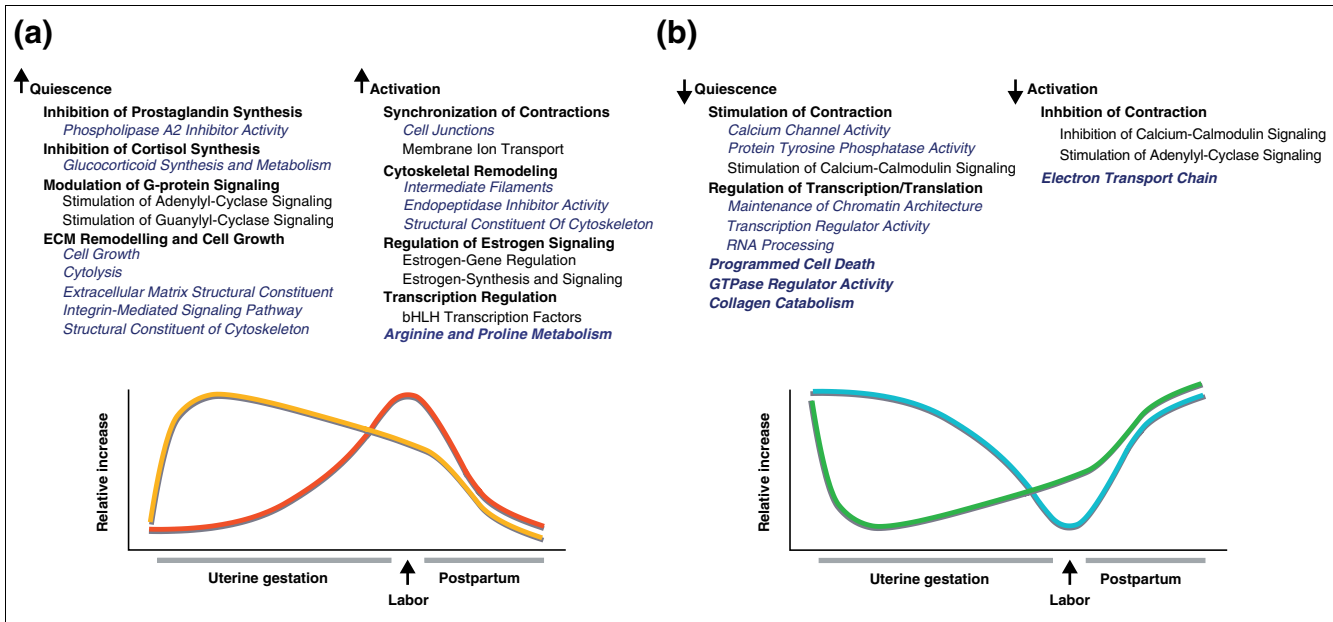 (a)
Quiescence
Inhibition of Prostaglandin Synthesis
Phospholipase A2 Inhibitor Activity
Inhibition of Cortisol Synthesis
Glucocorticoid Synthesis and Metabolism
Modulation of G-protein Signaling
Stimulation of Adenylyl-Cyclase Signaling
Stimulation of Guanylyl-Cyclase Signaling
ECM Remodelling and Cell Growth
Cell Growth
Cytolysis
Extracellular Matrix Structural Constituent
Integrin-Mediated Signaling Pathway
Structural Constituent of Cytoskeleton
Activation
Synchronization of Contractions
Cell Junctions
Membrane Ion Transport
Cytoskeletal Remodeling
Intermediate Filaments
Endopeptidase Inhibitor Activity
Structural Constituent Of Cytoskeleton
Regulation of Estrogen Signaling
Estrogen-Gene Regulation
Estrogen-Synthesis and Signaling
Transcription Regulation
bHLH Transcription Factors
Arginine and Proline Metabolism
Relative increase
Uterine gestation
Postpartum
Labor
(b)
Quiescence
Stimulation of Contraction
Calcium Channel Activity
Protein Tyrosine Phosphatase Activity
Stimulation of Calcium-Calmodulin Signaling
Regulation of Transcription/Translation
Maintenance of Chromatin Architecture
Transcription Regulator Activity
RNA Processing
Programmed Cell Death
GTPase Regulator Activity
Collagen Catabolism
Activation
Inhbition of Contraction
Inhibition of Calcium-Calmodulin Signaling
Stimulation of Adenylyl-Cyclase Signaling
Electron Transport Chain
Relative increase
Uterine gestation
Postpartum
Labor